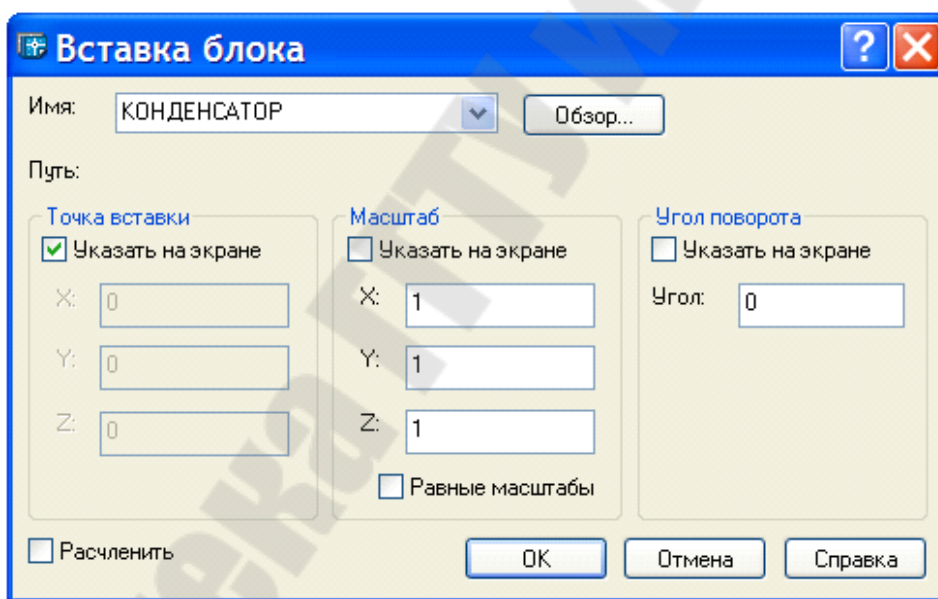 Вставка блока
Имя: КОНДЕНСАТОР Обзор...
Путь:
Точка вставки Масштаб Угол поворота
Указать на экране Указать на экране Указать на экране
X: 0 X: 1 Угол: 0
Y: 0 Y: 1
Z: 0 Z: 1
Равные масштабы
Расчленить OK Отмена Справка